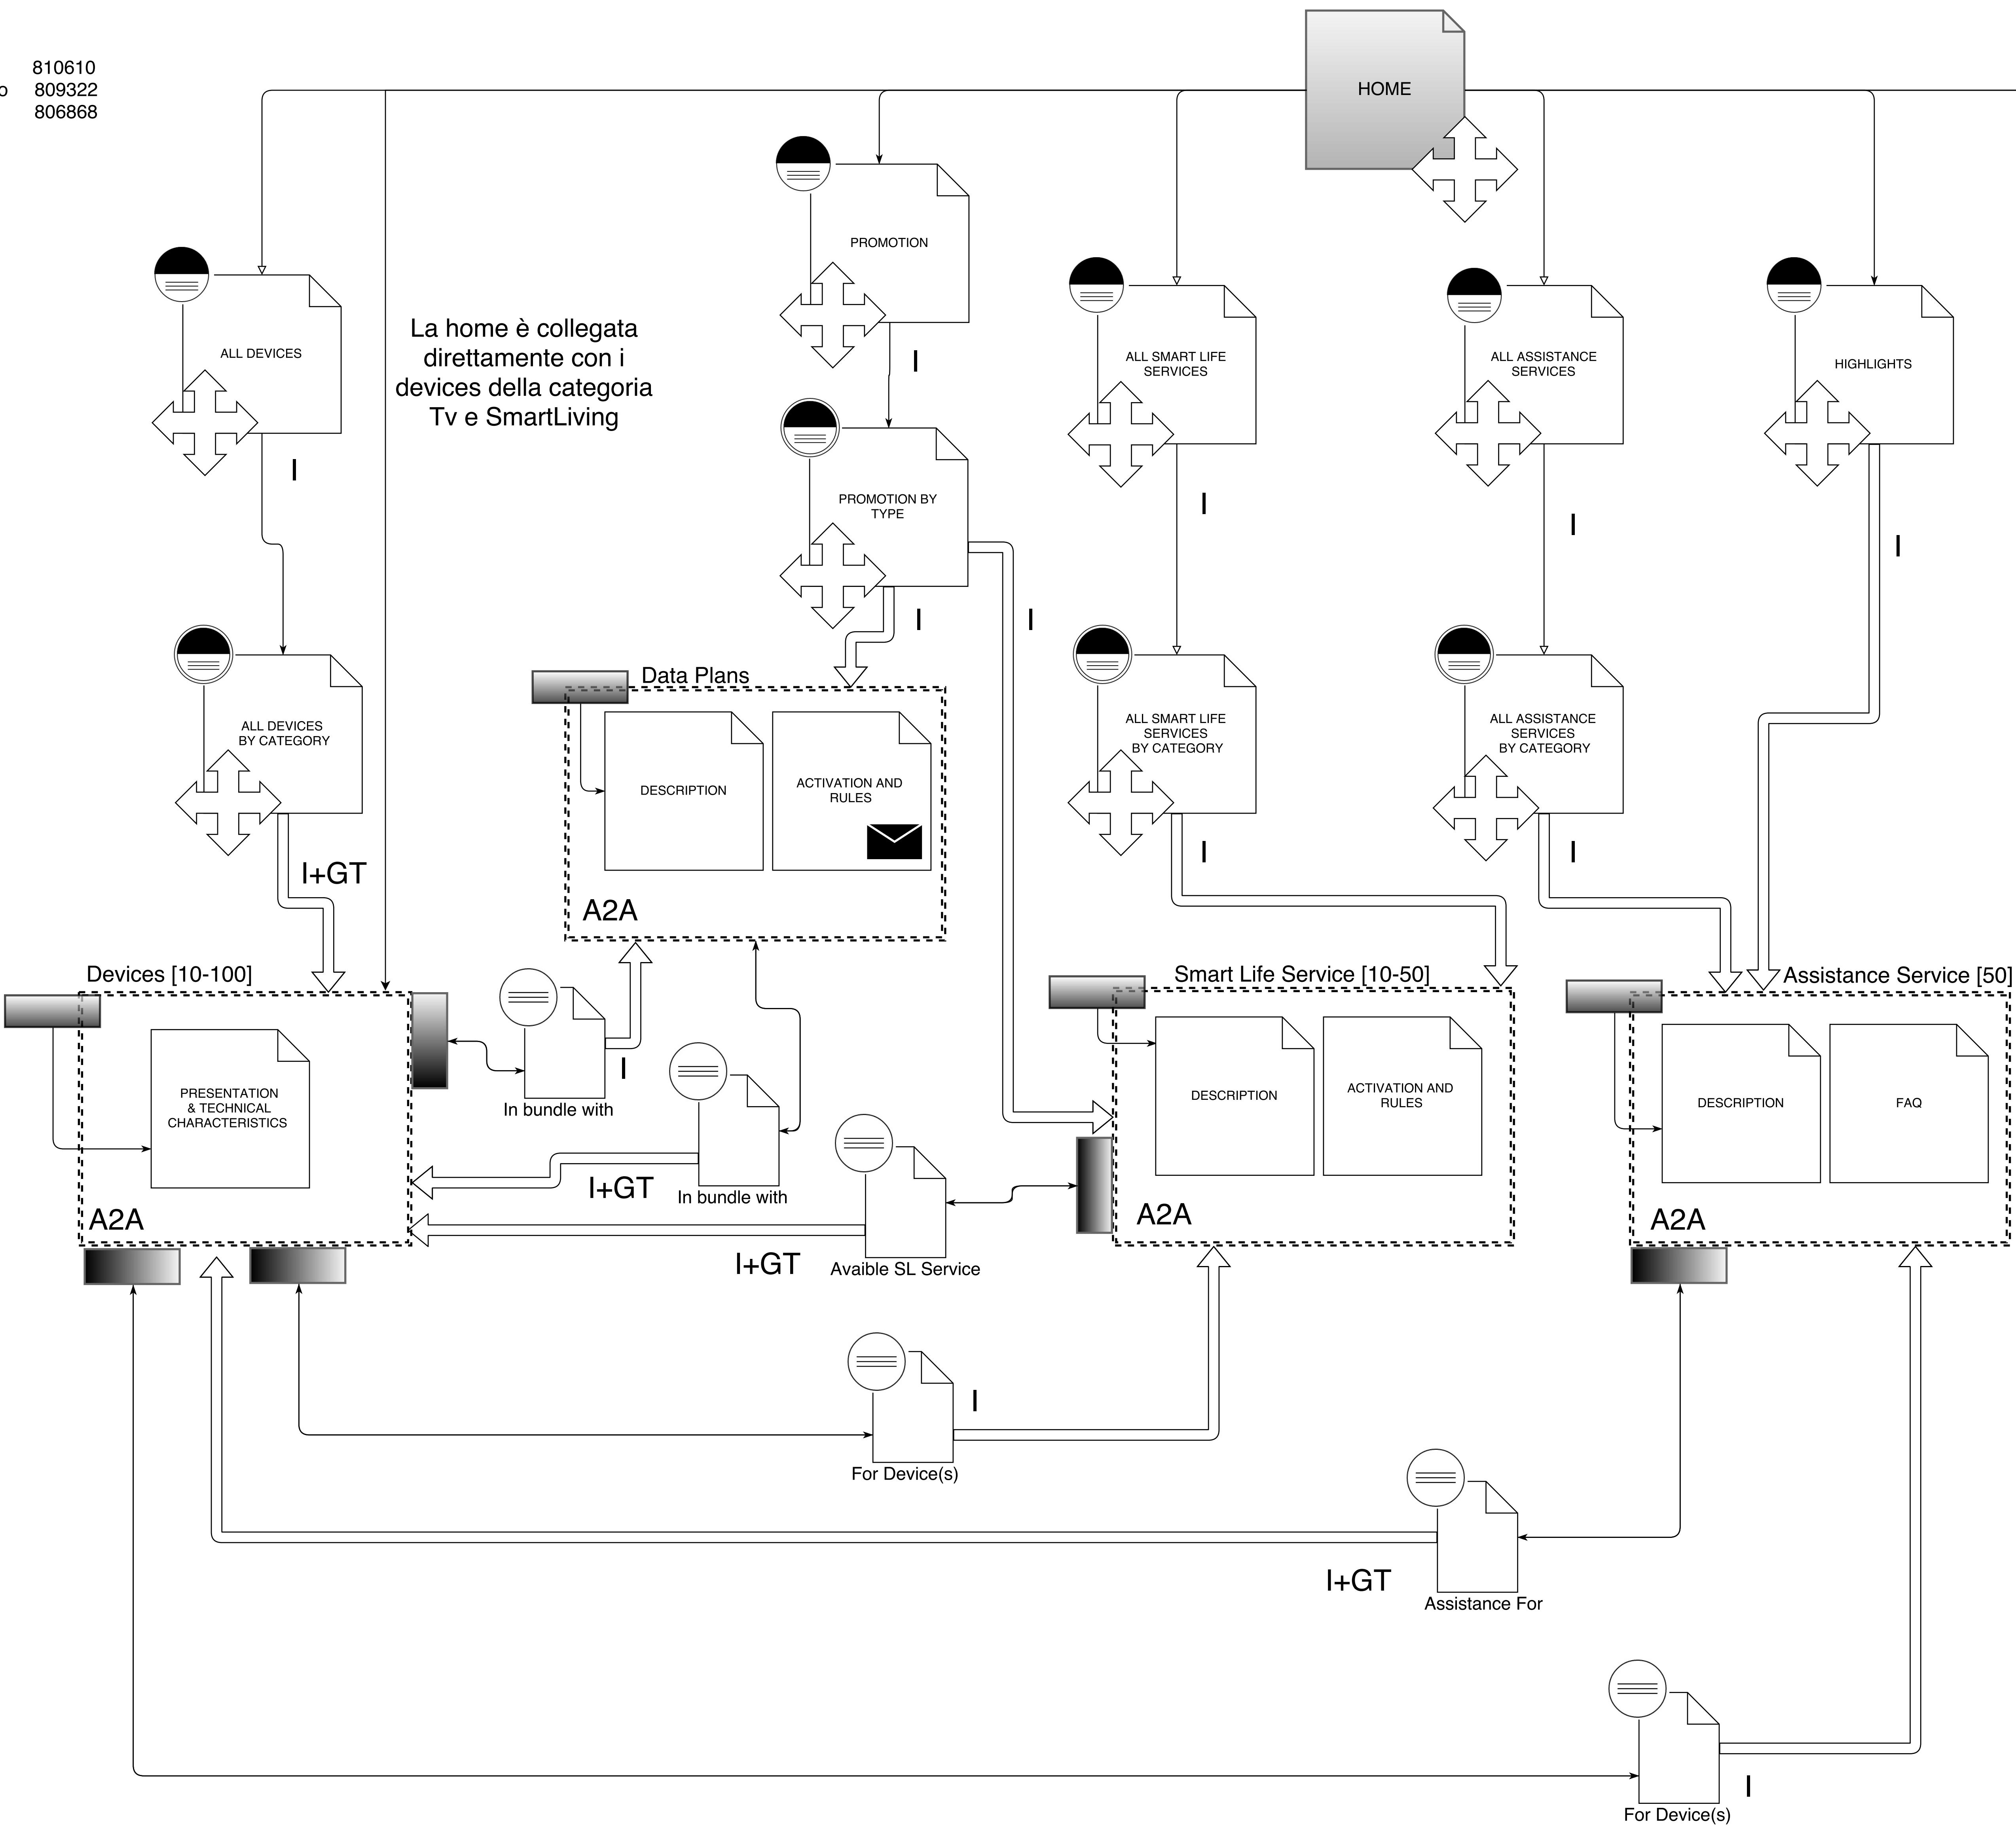 HOME
810610
o 809322
806868
PROMOTION
ALL DEVICES
La home è collegata
direttamente con i
devices della categoria
Tv e SmartLiving
I
ALL SMART LIFE
SERVICES
ALL ASSISTANCE
SERVICES
HIGHLIGHTS
I
PROMOTION BY
TYPE
I
I
I
I
I
ALL DEVICES
BY CATEGORY
Data Plans
ALL SMART LIFE
SERVICES
BY CATEGORY
ALL ASSISTANCE
SERVICES
BY CATEGORY
DESCRIPTION
ACTIVATION AND
RULES
I+GT
I
I
A2A
Devices [10-100]
Smart Life Service [10-50]
Assistance Service [50]
PRESENTATION
& TECHNICAL
CHARACTERISTICS
I
In bundle with
DESCRIPTION
ACTIVATION AND
RULES
DESCRIPTION
FAQ
I+GT
In bundle with
A2A
A2A
A2A
I+GT
Avaible SL Service
I
For Device(s)
I+GT
Assistance For
I
For Device(s)